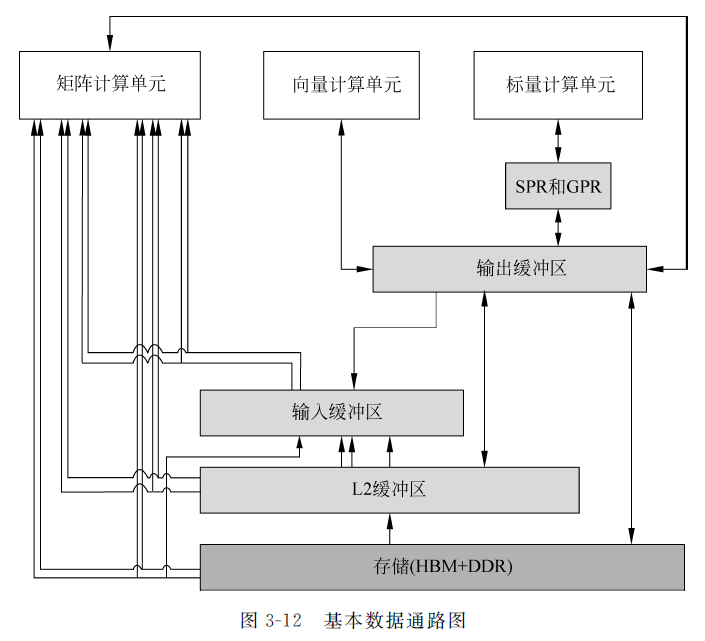 矩阵计算单元
向量计算单元
标量计算单元
SPR和GPR
输出缓冲区
输入缓冲区
L2缓冲区
存储(HBM+DDR)
图 3-12 基本数据通路图